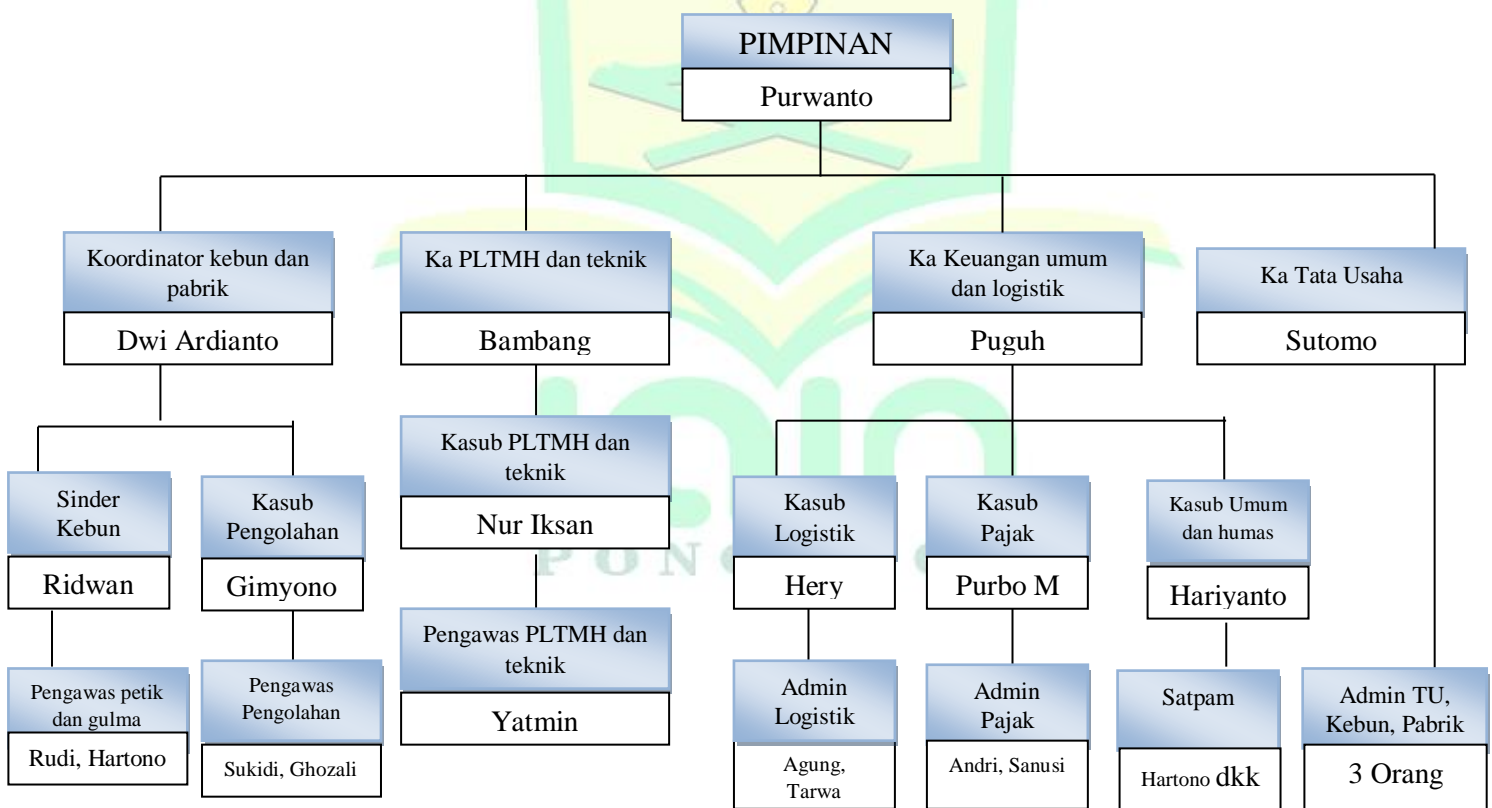 PIMPINAN
Purwanto
Koordinator kebun dan
pabrik
Dwi Ardianto
Ka PLTMH dan teknik
Bambang
Ka Keuangan umum
dan logistik
Puguh
Ka Tata Usaha
Sutomo
Sinder
Kebun
Ridwan
Kasub
Pengolahan
Gimyono
Kasub PLTMH dan
teknik
Nur Iksan
Kasub
Logistik
Hery
Kasub
Pajak
Purbo M
Kasub Umum
dan humas
Hariyanto
Pengawas petik
dan gulma
Rudi, Hartono
Pengawas
Pengolahan
Sukidi, Ghozali
Pengawas PLTMH dan
teknik
Yatmin
Admin
Logistik
Agung,
Tarwa
Admin
Pajak
Andri, Sanusi
Satpam
Hartono dkk
Admin TU,
Kebun, Pabrik
3 Orang